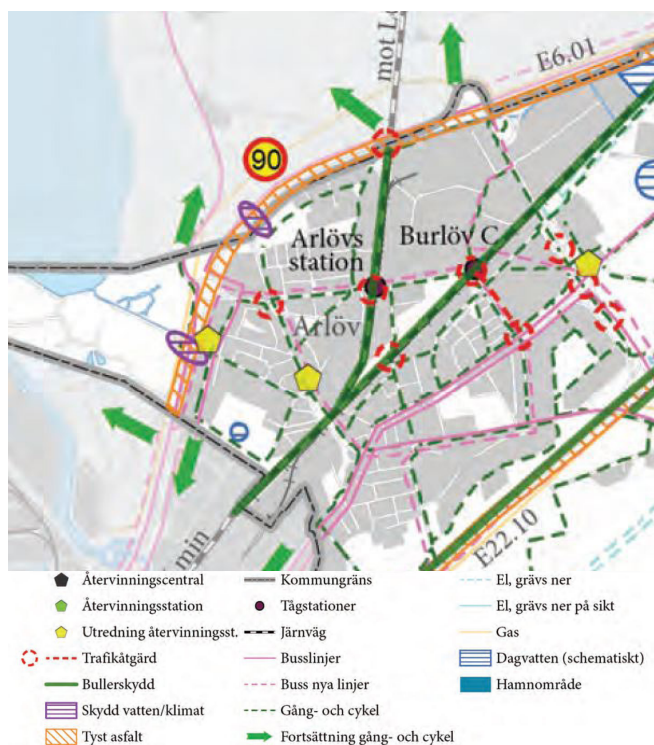 mot L
E6.01
90
Arlövs
station
Burlöv C
Arlöv
E22.10
min
Återvinningscentral
Återvinningsstation
Utredning återvinningsst.
Trafikåtgärd
Bullerskydd
Skydd vatten/klimat
Tyst asfalt
Kommungräns
Tågstationer
Järnväg
Busslinjer
Buss nya linjer
Gång- och cykel
Fortsättning gång- och cykel
El, grävs ner
El, grävs ner på sikt
Gas
Dagvatten (schematiskt)
Hamnområde